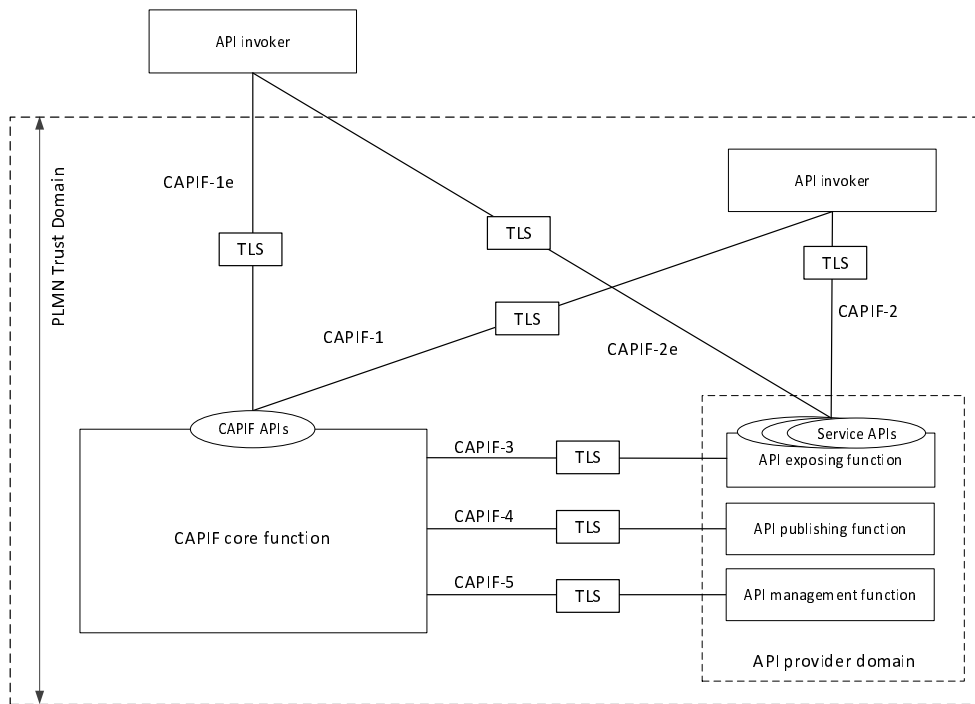 API invoker
CAPIF-1e
PLMN Trust Domain
API invoker
TLS
TLS
TLS
TLS
CAPIF-1
CAPIF-2
CAPIF-2e
CAPIF APIs
Service APIs
API exposing function
CAPIF-3
TLS
CAPIF core function
CAPIF-4
TLS
API publishing function
CAPIF-5
TLS
API management function
API provider domain